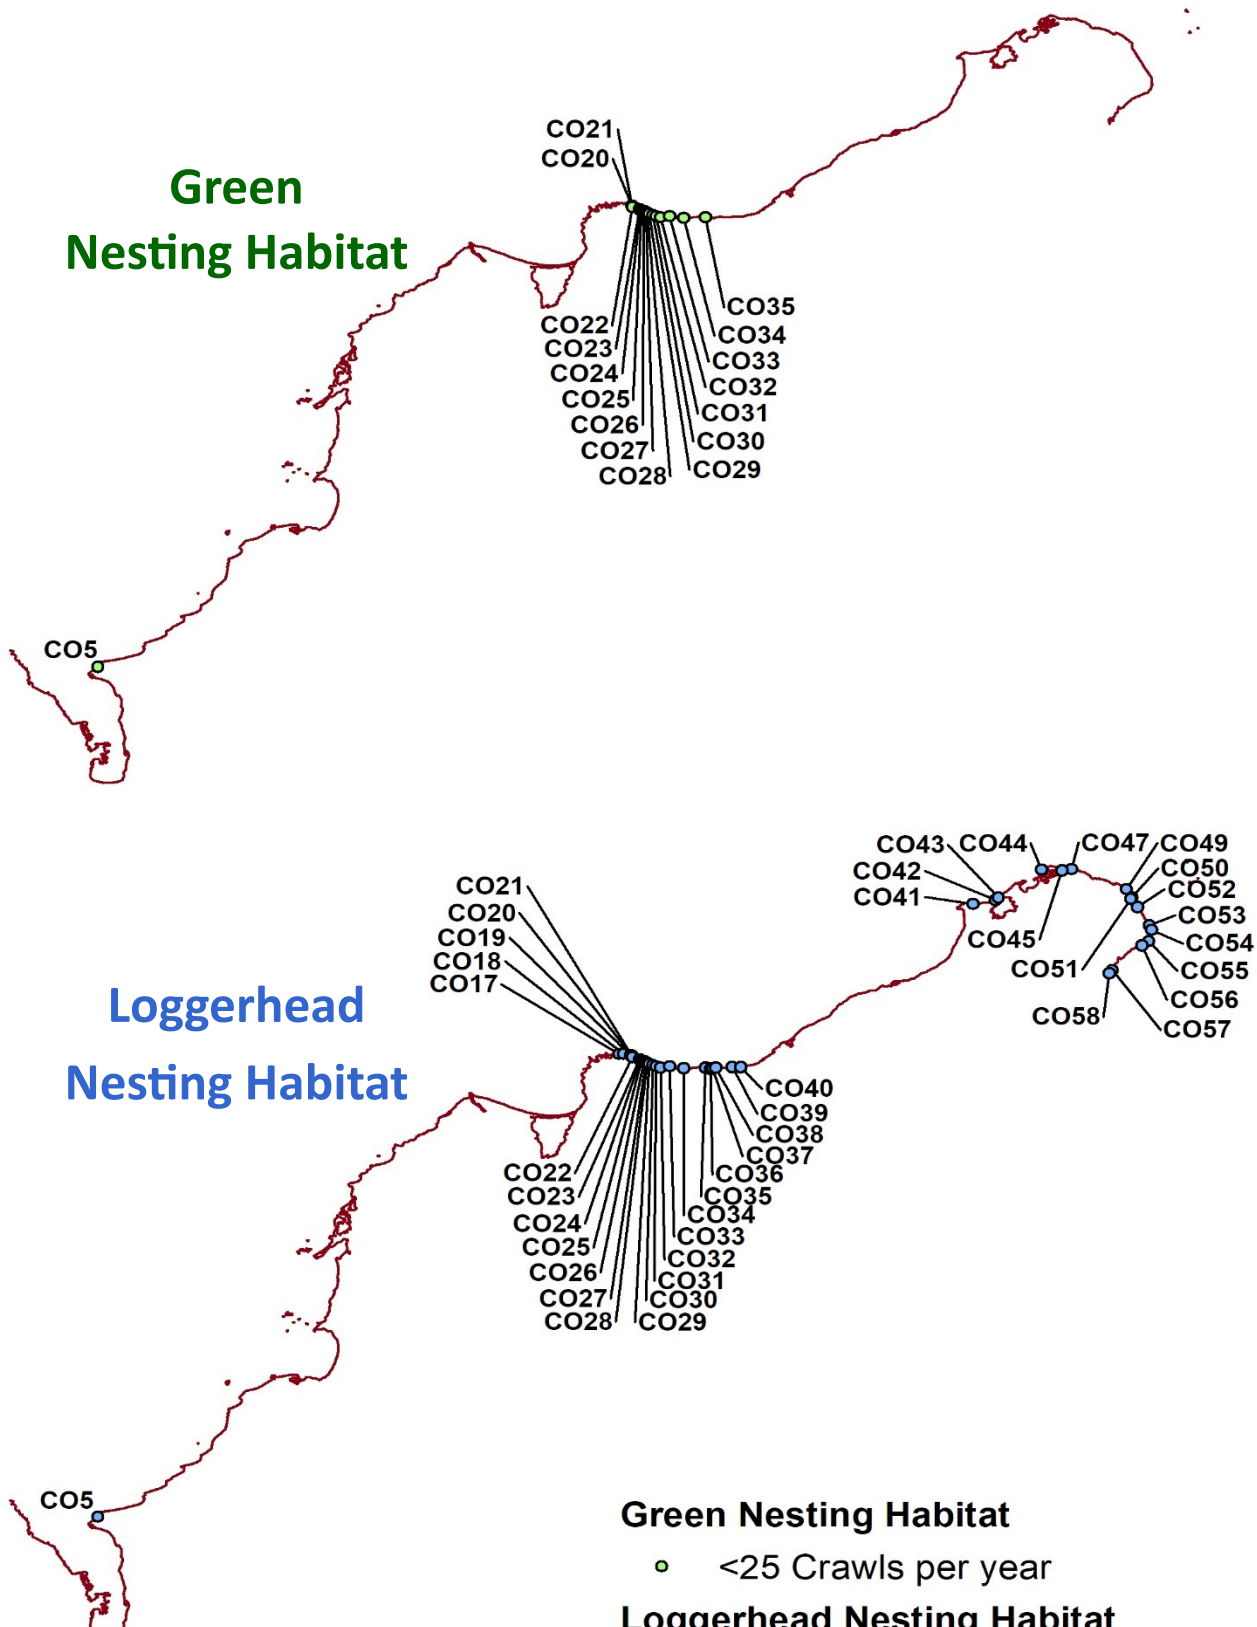 CO21
CO20
Green
Nesting Habitat
CO35
CO22
CO34
CO23
CO33
CO24
CO32
CO25
CO31
CO26
CO30
CO27
CO29
CO28
CO5
CO43
CO44
CO47
CO49
CO42
CO50
CO21
CO52
CO41
CO20
CO53
CO19
CO45
CO54
CO18
CO51
CO55
CO17
CO56
Loggerhead
CO58
CO57
Nesting Habitat
CO40
CO39
CO38
CO37
CO22
CO36
CO23
CO35
CO34
CO24
CO33
CO25
CO32
CO26
CO31
CO27
CO30
CO28
CO29
CO5
Green Nesting Habitat
<25 Crawls per year
Loggerhead Nesting Habitat